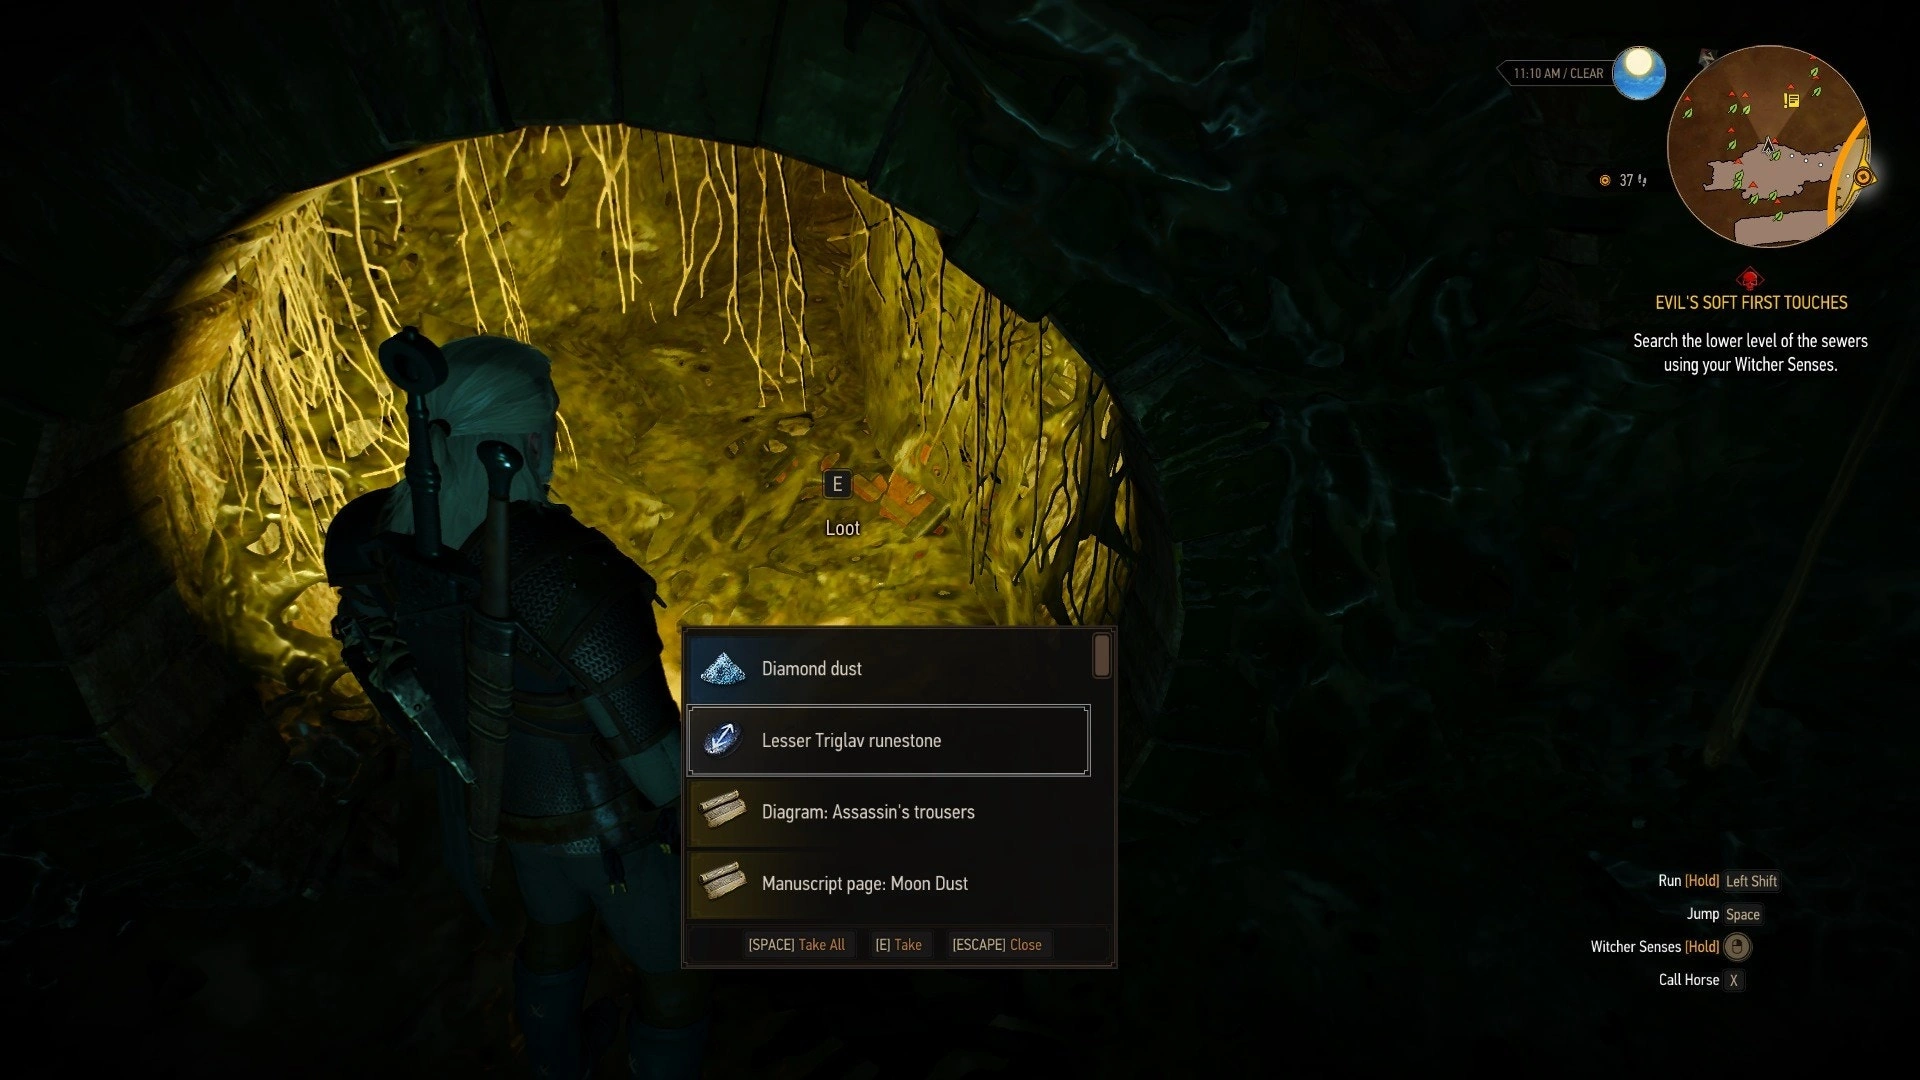 11:10 AM / CLEAR
37
EVIL'S SOFT FIRST TOUCHES
Search the lower level of the sewers
using your Witcher Senses.
E
Loot
Diamond dust
Lesser Triglav runestone
Diagram: Assassin's trousers
Manuscript page: Moon Dust
[SPACE] Take All [E] Take [ESCAPE] Close
Run [Hold] Left Shift
Jump Space
Witcher Senses [Hold]
Call Horse X